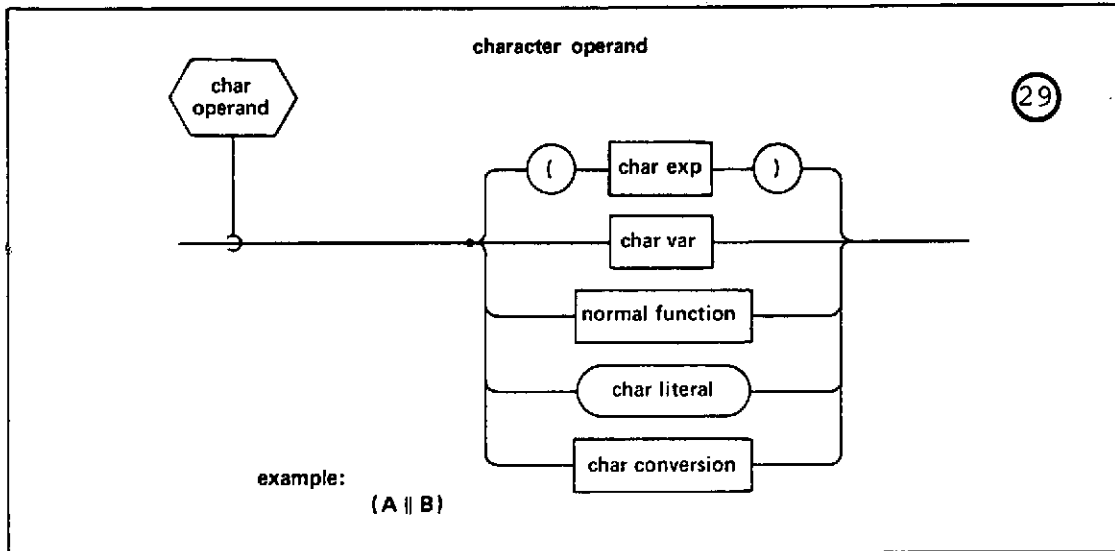 character operand
char
operand
29
( char exp )
char var
normal function
char literal
char conversion
example:
(A || B)